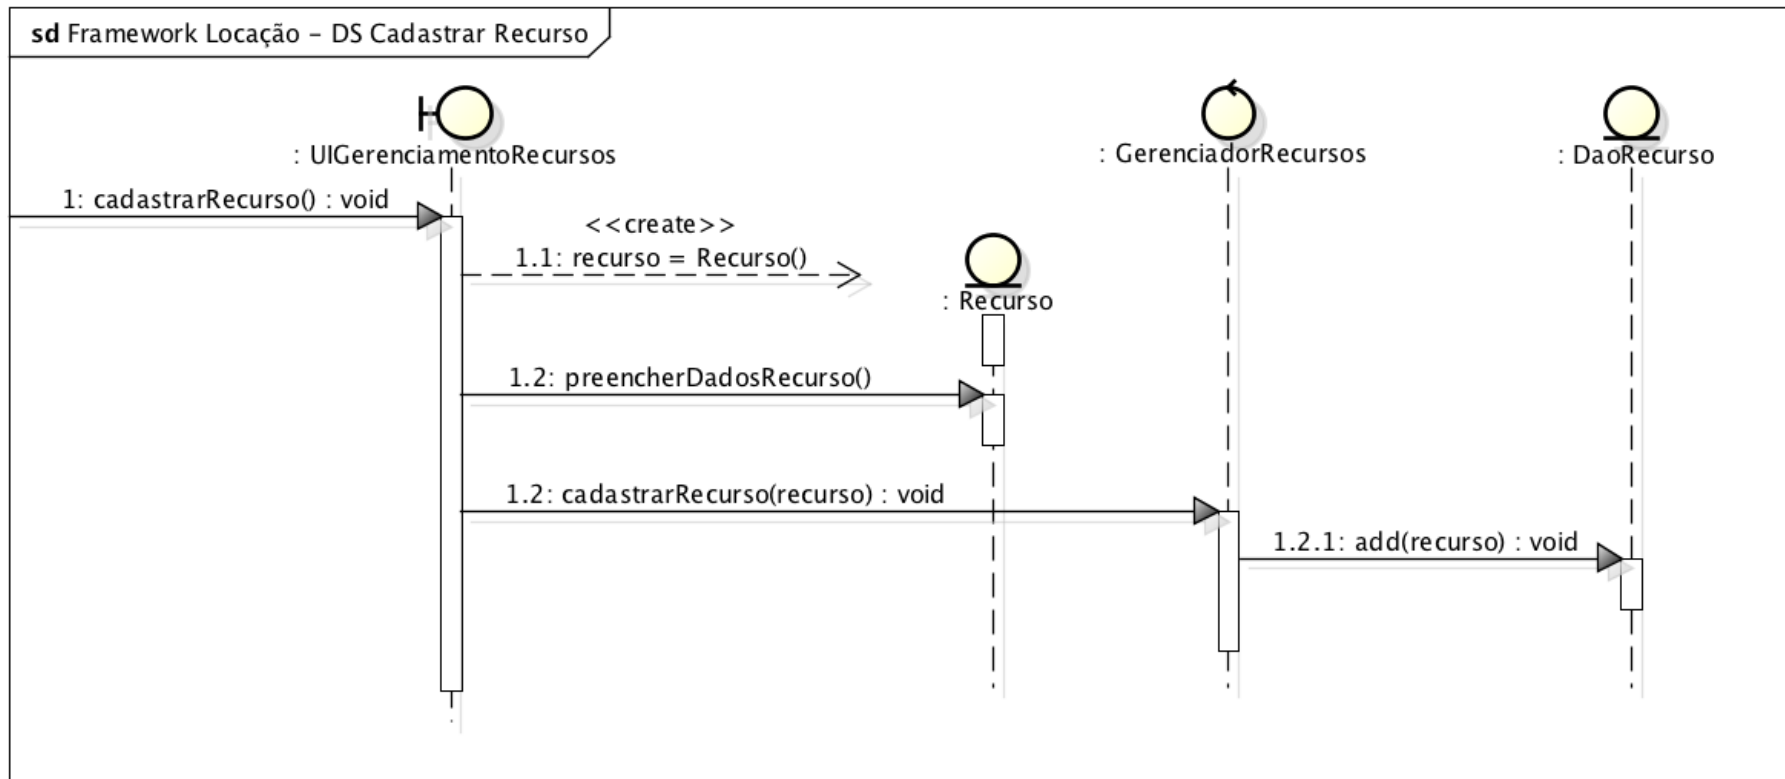 sd Framework Locação – DS Cadastrar Recurso
: UIGerenciamentoRecursos
: GerenciadorRecursos
: DaoRecurso
1: cadastrarRecurso() : void
<<create>>
1.1: recurso = Recurso()
: Recurso
1.2: preencherDadosRecurso()
1.2: cadastrarRecurso(recurso) : void
1.2.1: add(recurso) : void